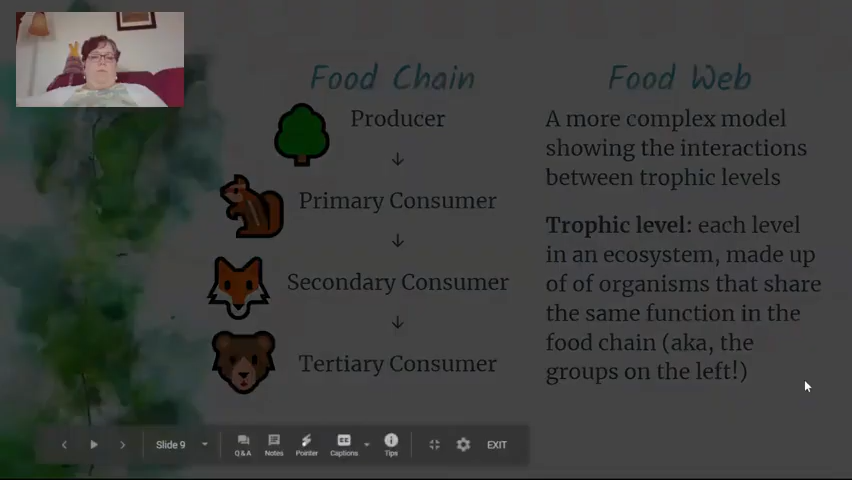 Food Chain
Producer
↓
Primary Consumer
↓
Secondary Consumer
↓
Tertiary Consumer
Food Web
A more complex model
showing the interactions
between trophic levels
Trophic level: each level
in an ecosystem, made up
of of organisms that share
the same function in the
food chain (aka, the
groups on the left!)
Slide 9
Q&A
Notes
Pointer
Captions
Tips
EXIT